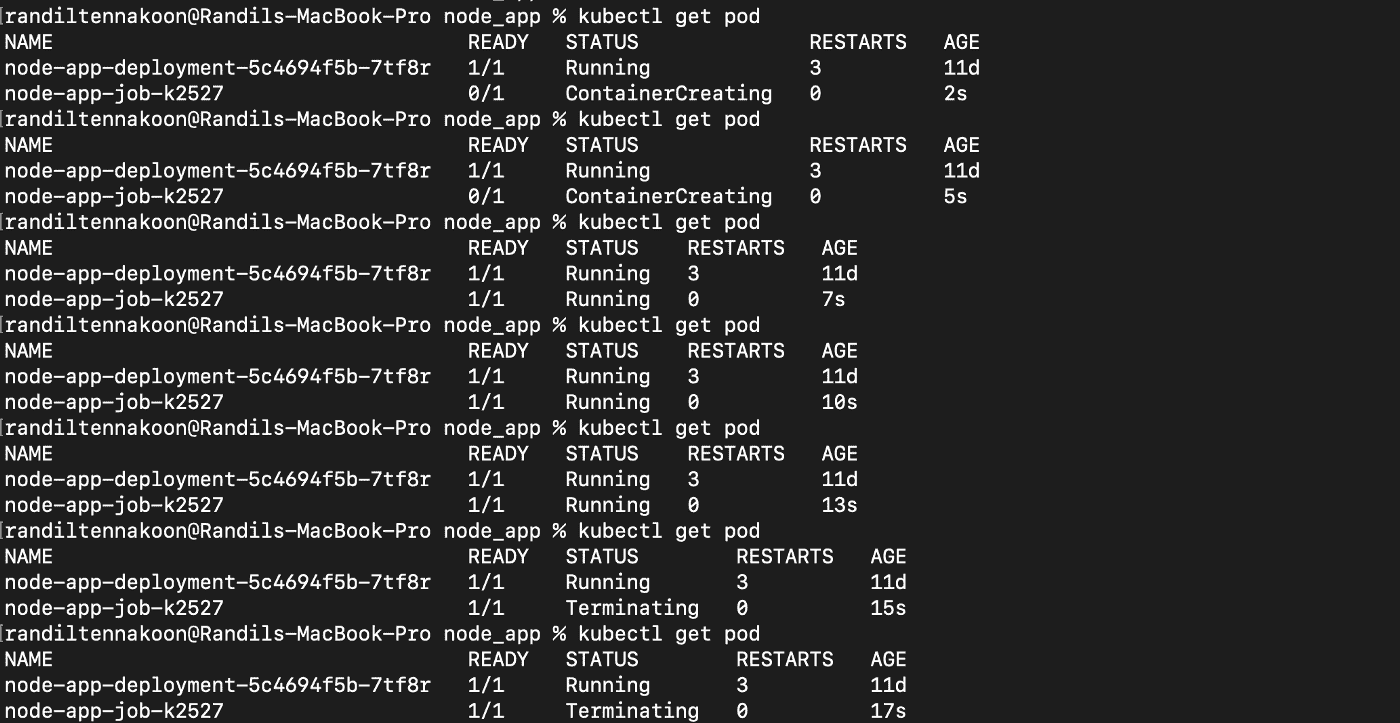 [randiltennakoon@Randils-MacBook-Pro node_app % kubectl get pod
NAME                                   READY   STATUS              RESTARTS   AGE
node-app-deployment-5c4694f5b-7tf8r   1/1     Running             3          11d
node-app-job-k2527                     0/1     ContainerCreating   0          2s
[randiltennakoon@Randils-MacBook-Pro node_app % kubectl get pod
NAME                                   READY   STATUS              RESTARTS   AGE
node-app-deployment-5c4694f5b-7tf8r   1/1     Running             3          11d
node-app-job-k2527                     0/1     ContainerCreating   0          5s
[randiltennakoon@Randils-MacBook-Pro node_app % kubectl get pod
NAME                                   READY   STATUS    RESTARTS   AGE
node-app-deployment-5c4694f5b-7tf8r   1/1     Running   3          11d
node-app-job-k2527                     1/1     Running   0          7s
[randiltennakoon@Randils-MacBook-Pro node_app % kubectl get pod
NAME                                   READY   STATUS    RESTARTS   AGE
node-app-deployment-5c4694f5b-7tf8r   1/1     Running   3          11d
node-app-job-k2527                     1/1     Running   0          10s
[randiltennakoon@Randils-MacBook-Pro node_app % kubectl get pod
NAME                                   READY   STATUS    RESTARTS   AGE
node-app-deployment-5c4694f5b-7tf8r   1/1     Running   3          11d
node-app-job-k2527                     1/1     Running   0          13s
[randiltennakoon@Randils-MacBook-Pro node_app % kubectl get pod
NAME                                   READY   STATUS        RESTARTS   AGE
node-app-deployment-5c4694f5b-7tf8r   1/1     Running       3          11d
node-app-job-k2527                     1/1     Terminating   0          15s
[randiltennakoon@Randils-MacBook-Pro node_app % kubectl get pod
NAME                                   READY   STATUS        RESTARTS   AGE
node-app-deployment-5c4694f5b-7tf8r   1/1     Running       3          11d
node-app-job-k2527                     1/1     Terminating   0          17s